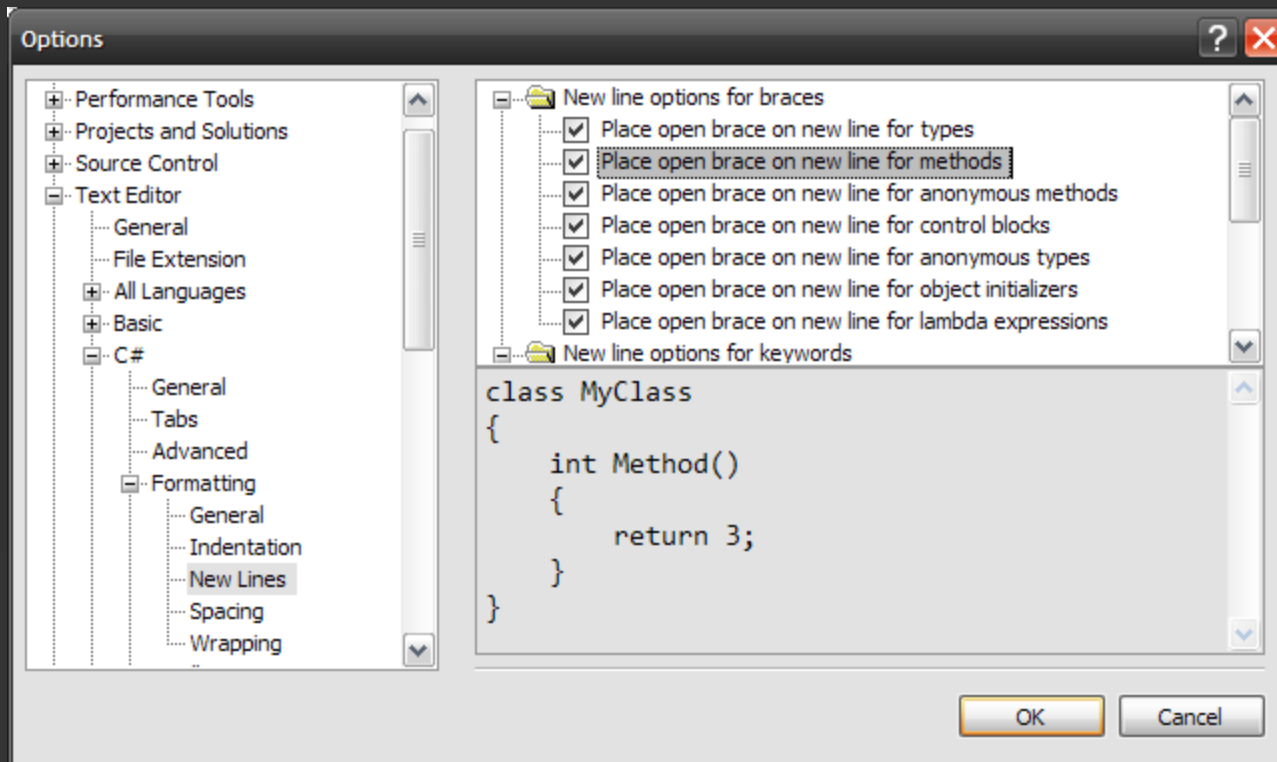 Options
Performance Tools
Projects and Solutions
Source Control
Text Editor
General
File Extension
All Languages
Basic
C#
General
Tabs
Advanced
Formatting
General
Indentation
New Lines
Spacing
Wrapping
New line options for braces
Place open brace on new line for types
Place open brace on new line for methods
Place open brace on new line for anonymous methods
Place open brace on new line for control blocks
Place open brace on new line for anonymous types
Place open brace on new line for object initializers
Place open brace on new line for lambda expressions
New line options for keywords
class MyClass
{
    int Method()
    {
        return 3;
    }
}
OK
Cancel